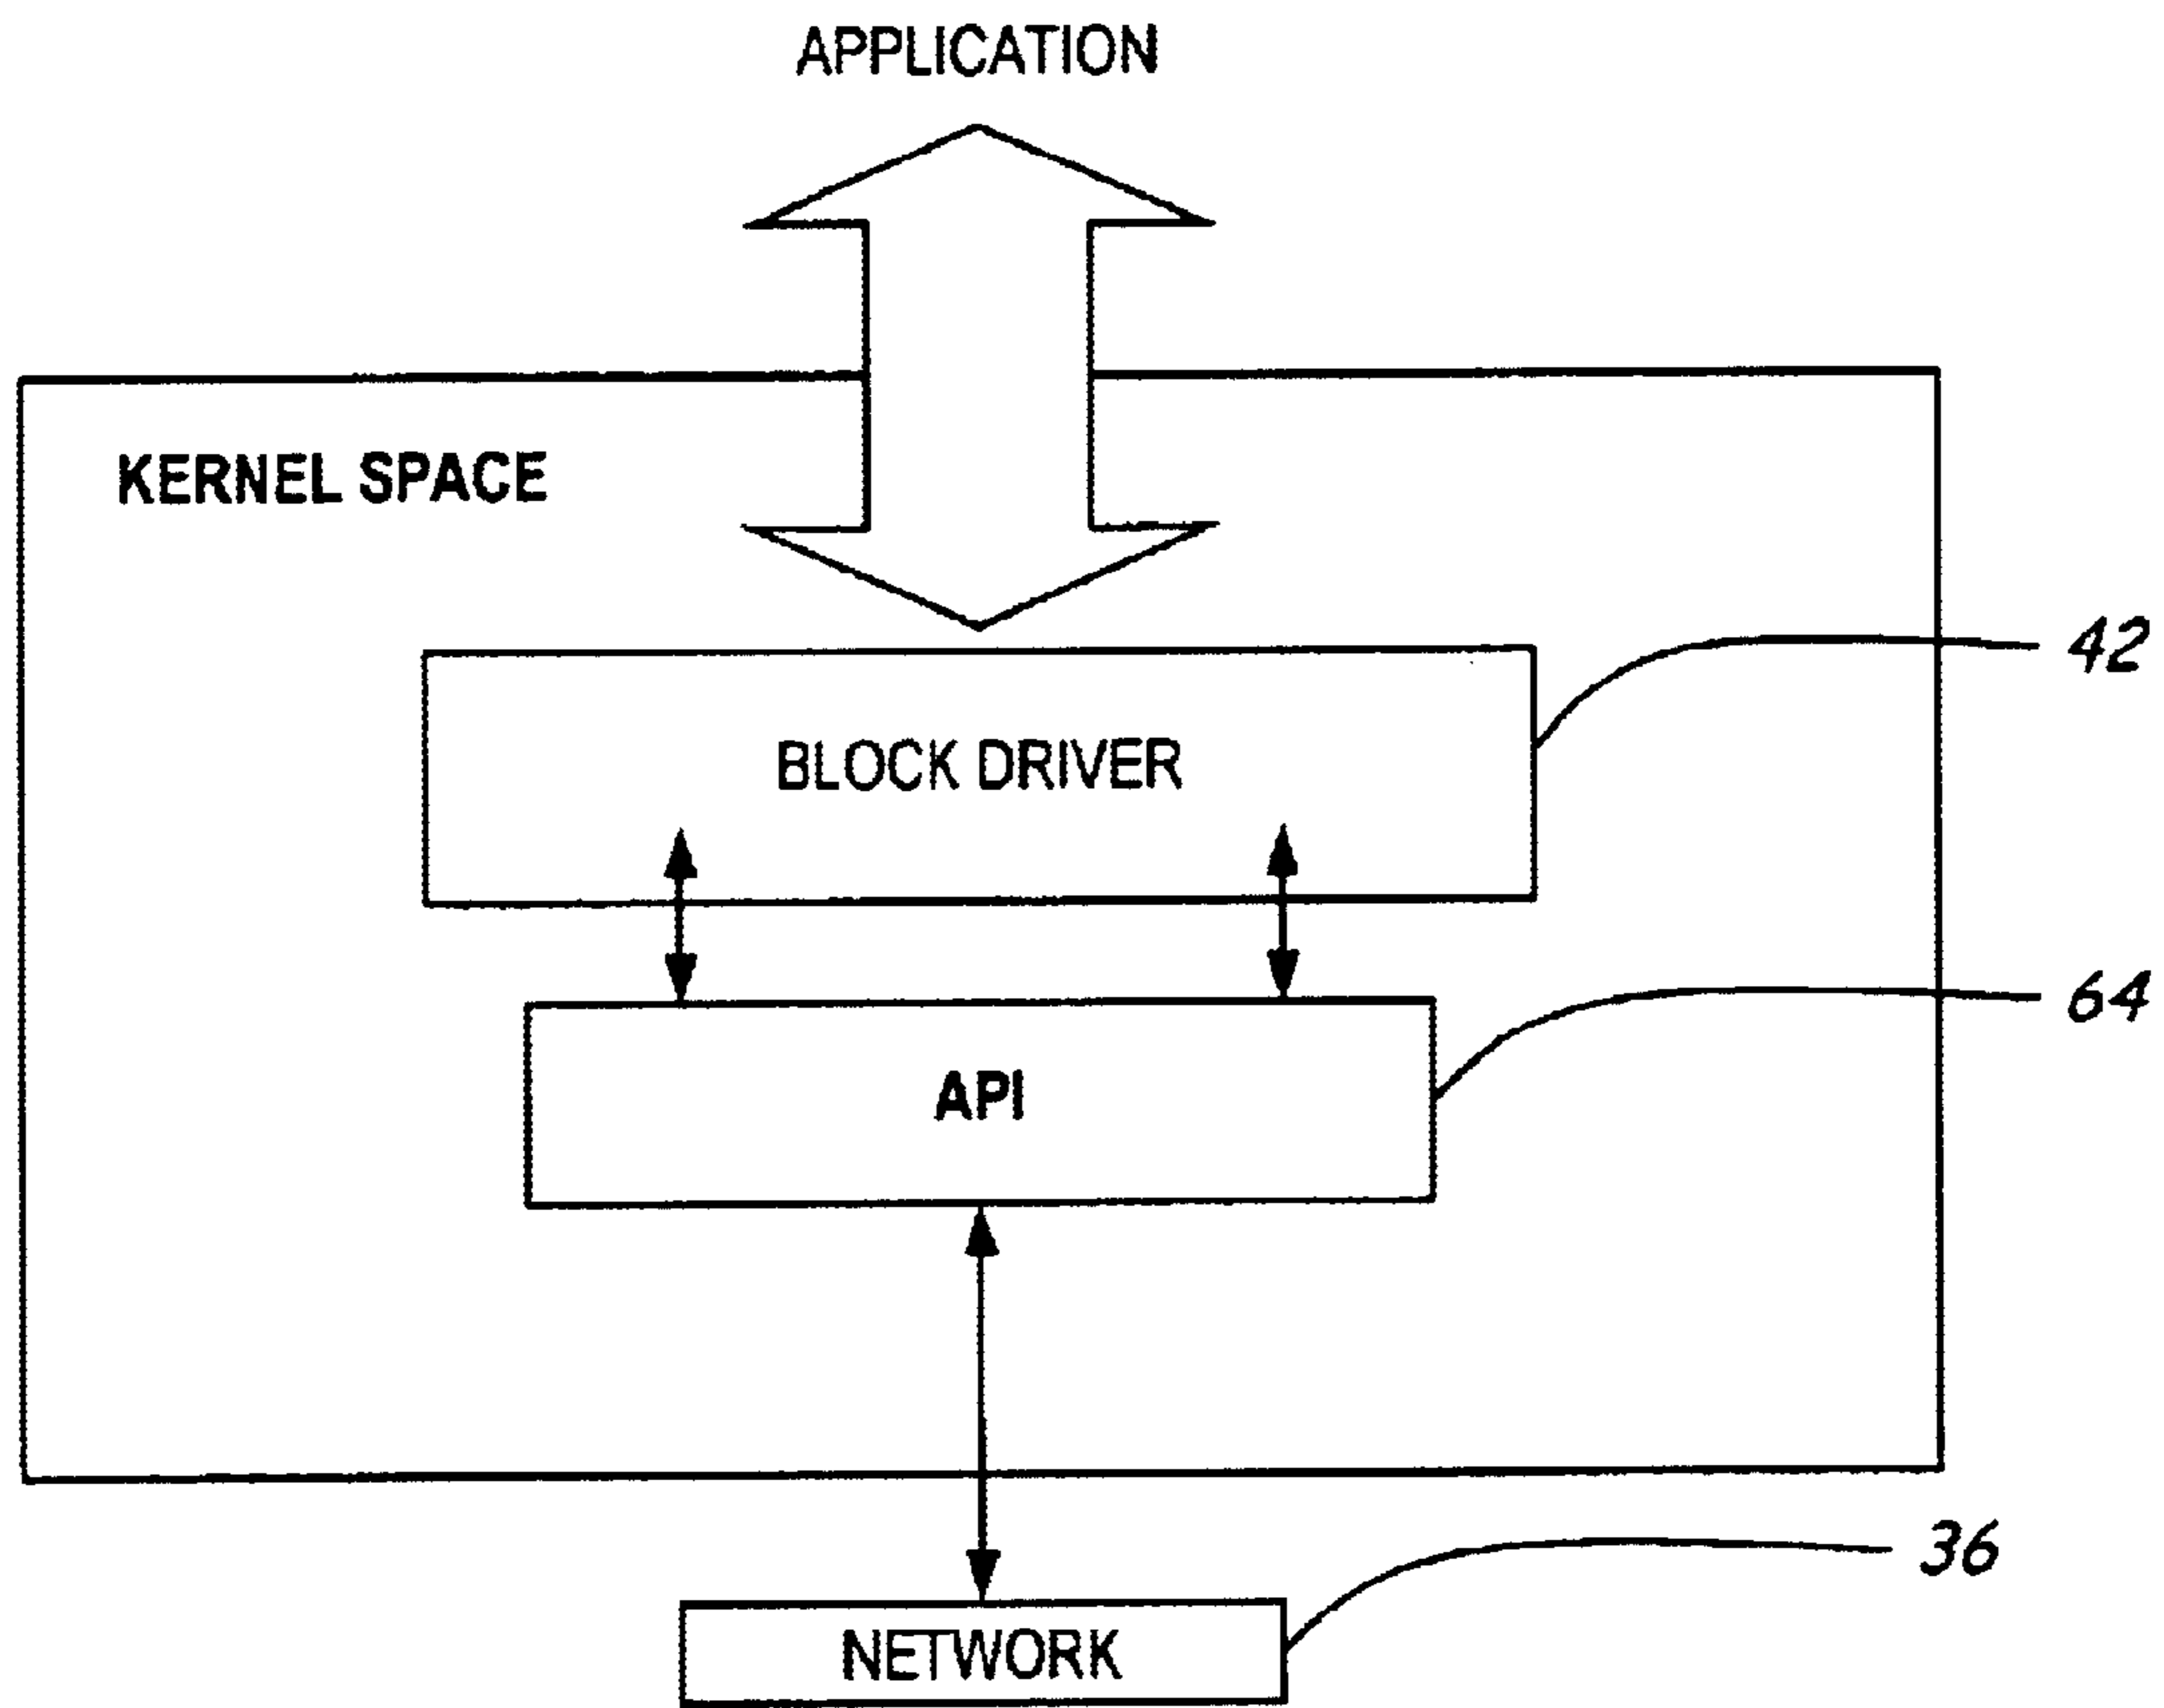 APPLICATION
KERNEL SPACE
42
BLOCK DRIVER
64
API
36
NETWORK